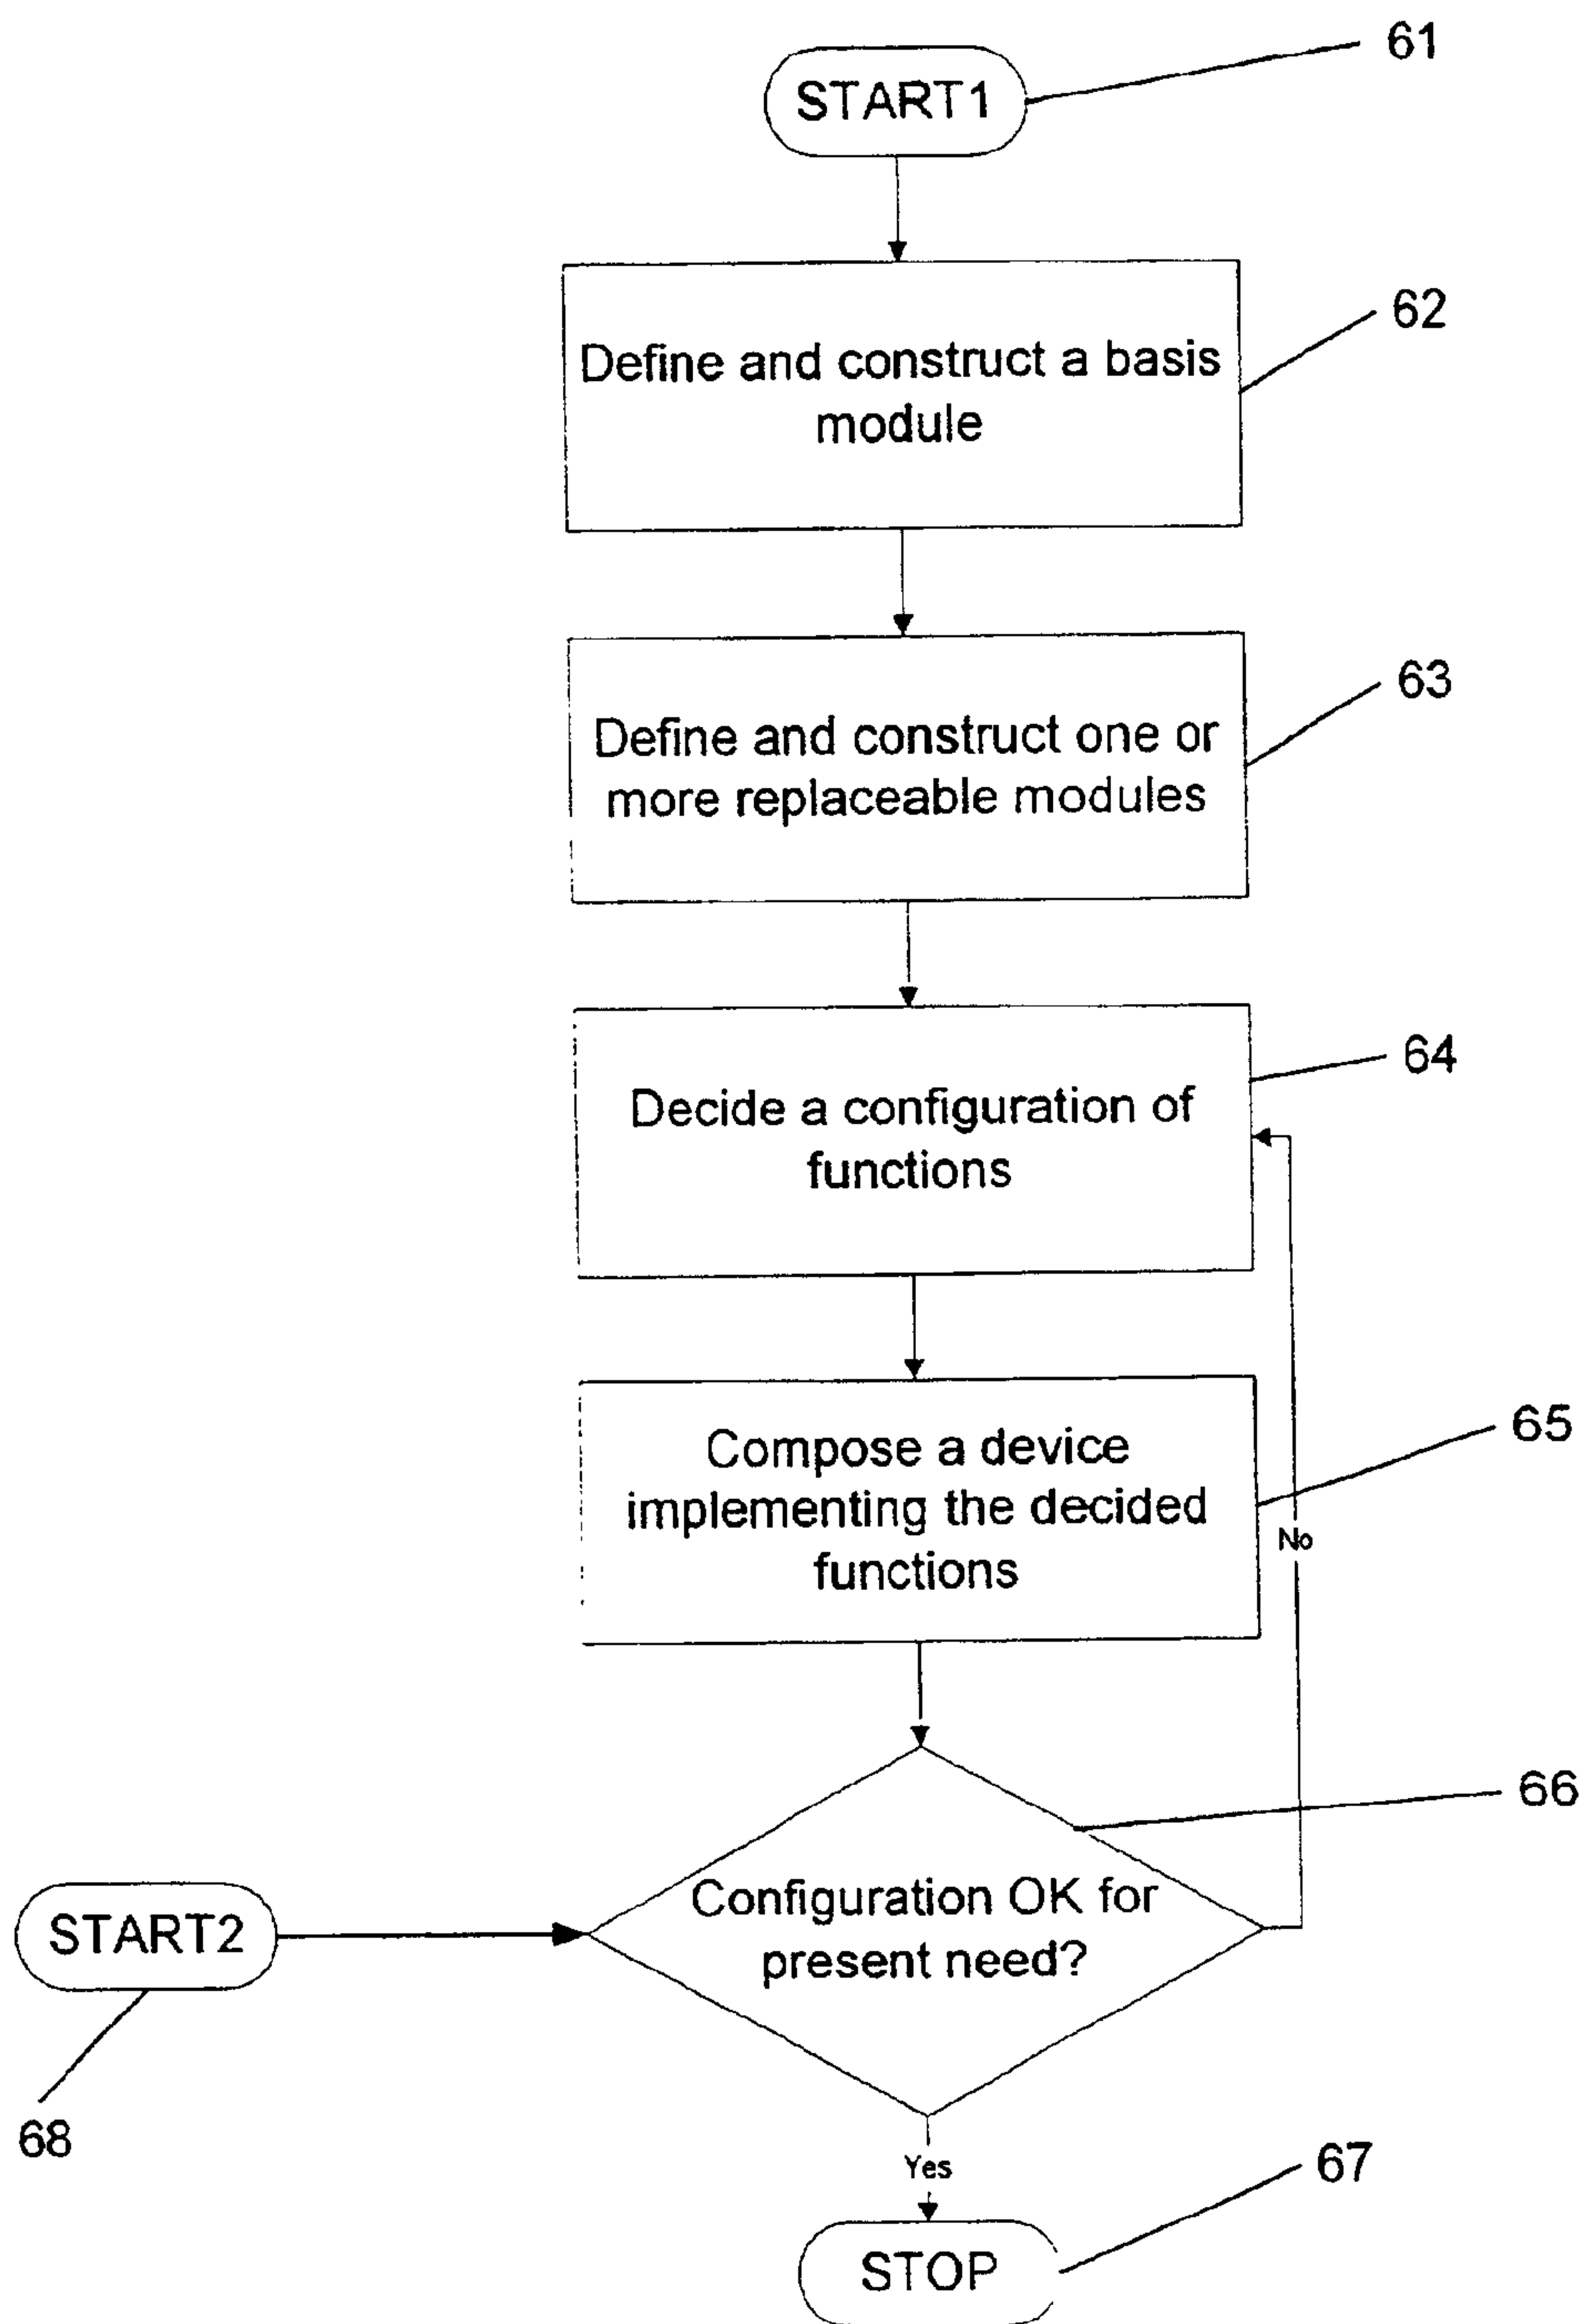 61
START1
62
Define and construct a basis
module
63
Define and construct one or
more replaceable modules
64
Decide a configuration of
functions
65
Compose a device
implementing the decided
functions
No
66
Configuration OK for
present need?
START2
68
Yes
67
STOP